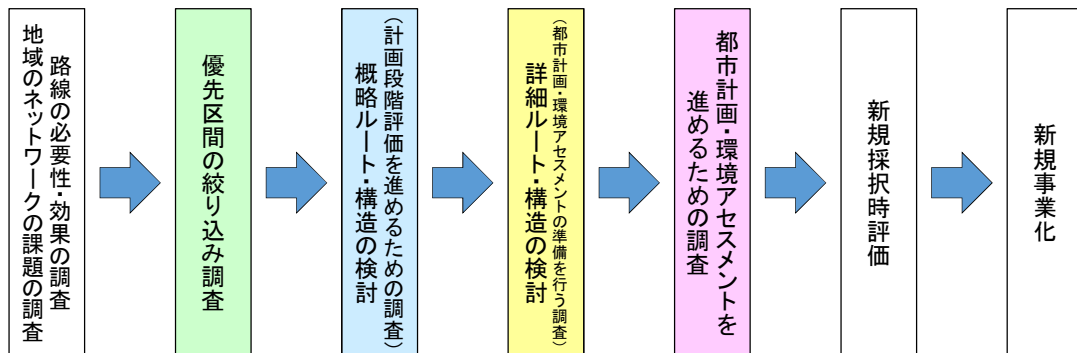 路線の必要性・効果の調査
地域のネットワークの課題の調査
優先区間の絞り込み調査
概略ルート・構造の検討
(計画段階評価を進めるための調査)
詳細ルート・構造の検討
(都市計画・環境アセスメントの準備を行う調査)
都市計画・環境アセスメントを
進めるための調査
新規採択時評価
新規事業化